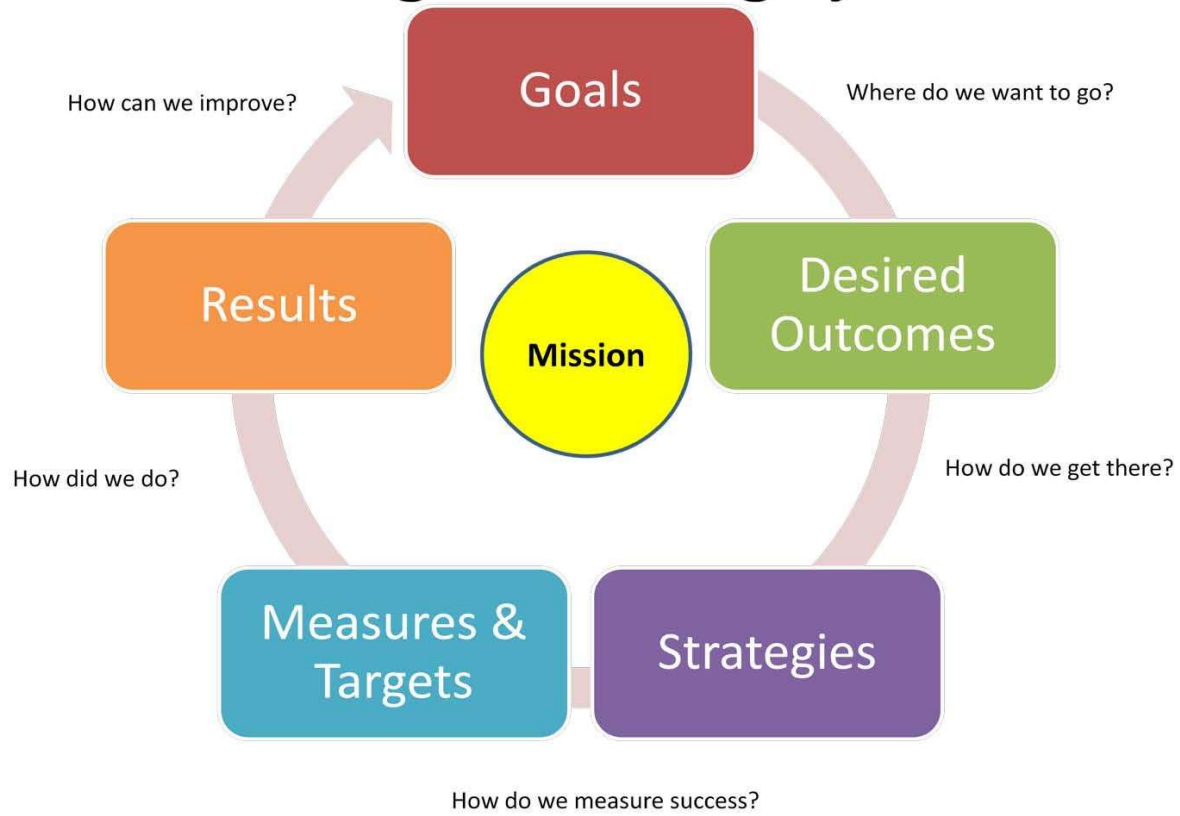 Goals
How can we improve?
Where do we want to go?
Results
Desired
Outcomes
Mission
How did we do?
How do we get there?
Measures &
Targets
Strategies
How do we measure success?